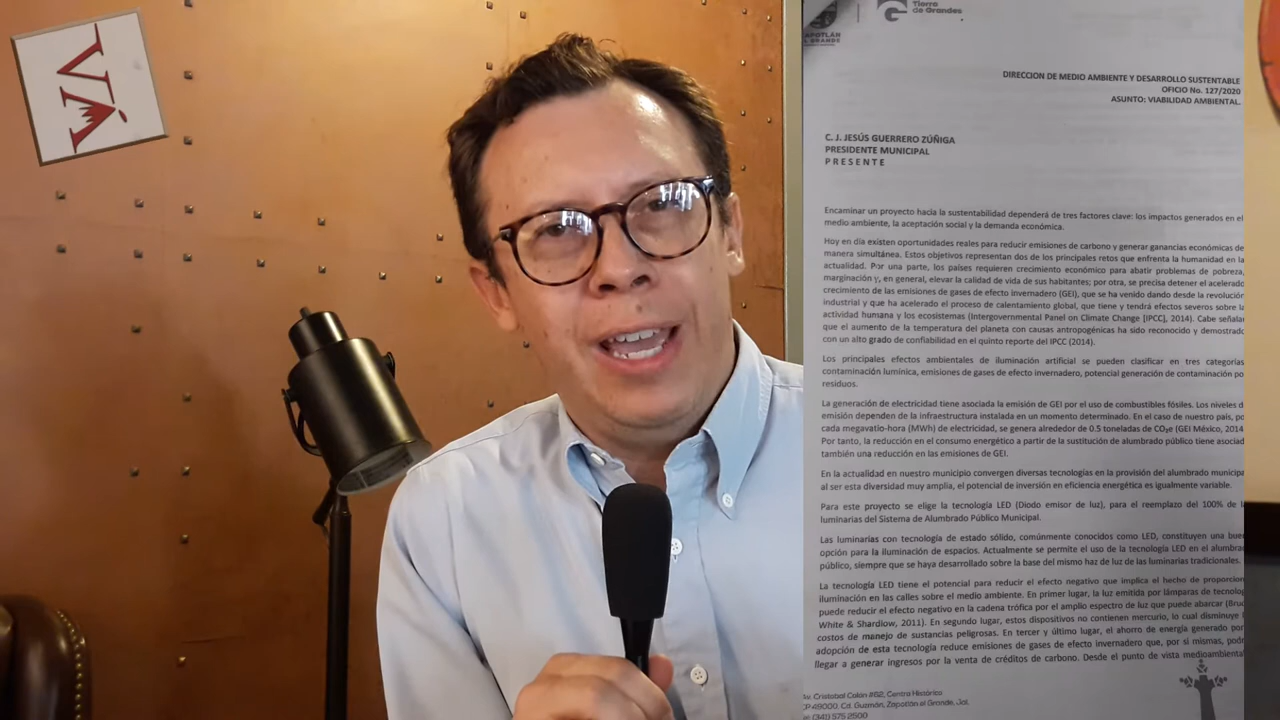 VÁ
Tierra
de Grandes
APOTLÁN
L GRANDE
DIRECCION DE MEDIO AMBIENTE Y DESARROLLO SUSTENTABLE
OFICIO No. 127/2020
ASUNTO: VIABILIDAD AMBIENTAL.
C. J. JESÚS GUERRERO ZÚÑIGA
PRESIDENTE MUNICIPAL
P R E S E N T E
Encaminar un proyecto hacia la sustentabilidad dependerá de tres factores clave: los impactos generados en el
medio ambiente, la aceptación social y la demanda económica.
Hoy en día existen oportunidades reales para reducir emisiones de carbono y generar ganancias económicas de
manera simultánea. Estos objetivos representan dos de los principales retos que enfrenta la humanidad en la
actualidad. Por una parte, los países requieren crecimiento económico para abatir problemas de pobreza,
marginación y, en general, elevar la calidad de vida de sus habitantes; por otra, se precisa detener el acelerado
crecimiento de las emisiones de gases de efecto invernadero (GEI), que se ha venido dando desde la revolución
industrial y que ha acelerado el proceso de calentamiento global, que tiene y tendrá efectos severos sobre la
actividad humana y los ecosistemas (Intergovernmental Panel on Climate Change [IPCC], 2014). Cabe señalar
que el aumento de la temperatura del planeta con causas antropogénicas ha sido reconocido y demostrado
con un alto grado de confiabilidad en el quinto reporte del IPCC (2014).
Los principales efectos ambientales de iluminación artificial se pueden clasificar en tres categorías
contaminación lumínica, emisiones de gases de efecto invernadero, potencial generación de contaminación po
residuos.
La generación de electricidad tiene asociada la emisión de GEI por el uso de combustibles fósiles. Los niveles d
emisión dependen de la infraestructura instalada en un momento determinado. En el caso de nuestro país, po
cada megavatio-hora (MWh) de electricidad, se genera alrededor de 0.5 toneladas de CO₂e (GEI México, 2014
Por tanto, la reducción en el consumo energético a partir de la sustitución de alumbrado público tiene asociad
también una reducción en las emisiones de GEI.
En la actualidad en nuestro municipio convergen diversas tecnologías en la provisión del alumbrado municipa
al ser esta diversidad muy amplia, el potencial de inversión en eficiencia energética es igualmente variable.
Para este proyecto se elige la tecnología LED (Diodo emisor de luz), para el reemplazo del 100% de l
luminarias del Sistema de Alumbrado Público Municipal.
Las luminarias con tecnología de estado sólido, comúnmente conocidos como LED, constituyen una buen
opción para la iluminación de espacios. Actualmente se permite el uso de la tecnología LED en el alumbra
público, siempre que se haya desarrollado sobre la base del mismo haz de luz de las luminarias tradicionales.
La tecnología LED tiene el potencial para reducir el efecto negativo que implica el hecho de proporcion
iluminación en las calles sobre el medio ambiente. En primer lugar, la luz emitida por lámparas de tecnolog
puede reducir el efecto negativo en la cadena trófica por el amplio espectro de luz que puede abarcar (Bruc
White & Shardlow, 2011). En segundo lugar, estos dispositivos no contienen mercurio, lo cual disminuye l
costos de manejo de sustancias peligrosas. En tercer y último lugar, el ahorro de energía generado por
adopción de esta tecnología reduce emisiones de gases de efecto invernadero que, por si mismas, podr
llegar a generar ingresos por la venta de créditos de carbono. Desde el punto de vista medioambiental
Av. Cristobal Colón #62, Centro Histórico
CP 49000, Cd. Guzmán, Zapotlán el Grande, Jal.
(341) 575 2500